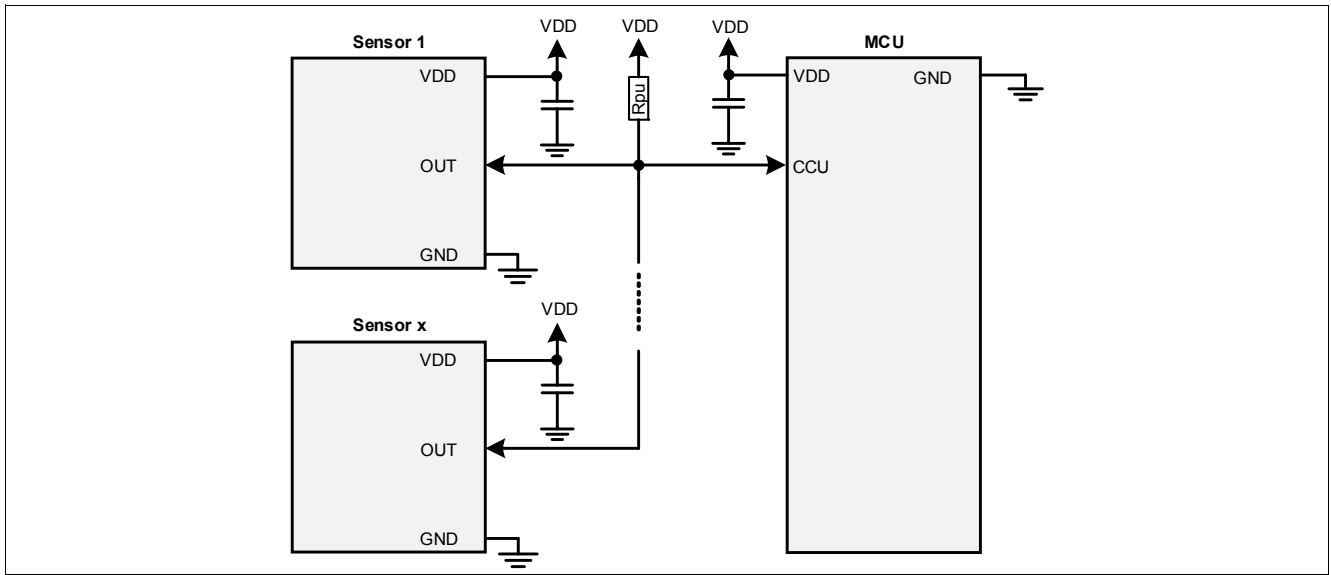 VDD
VDD
VDD
Sensor 1
MCU
VDD
Rpu
VDD
GND
OUT
CCU
GND
VDD
Sensor x
VDD
OUT
GND